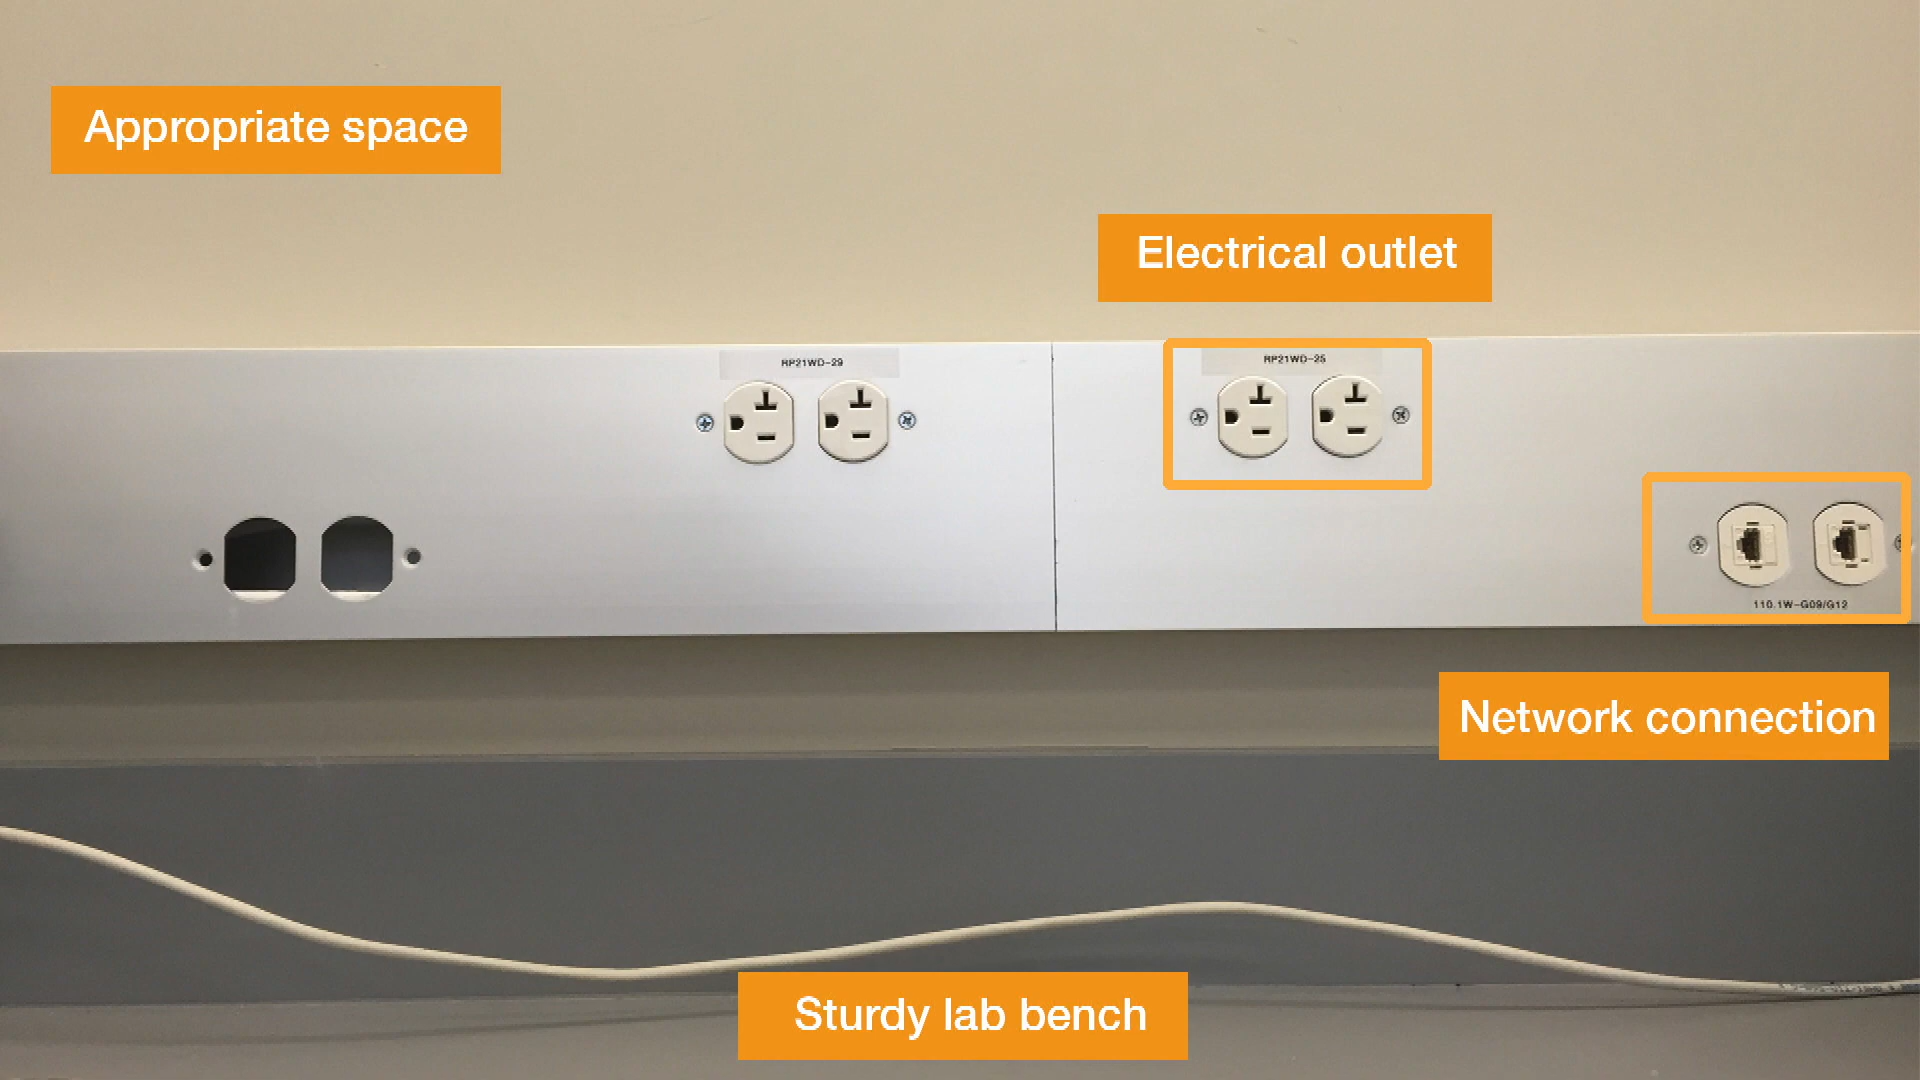 Appropriate space
Electrical outlet
RP21WD-29
RP21WD-25
110.1W-G09/G12
Network connection
Sturdy lab bench